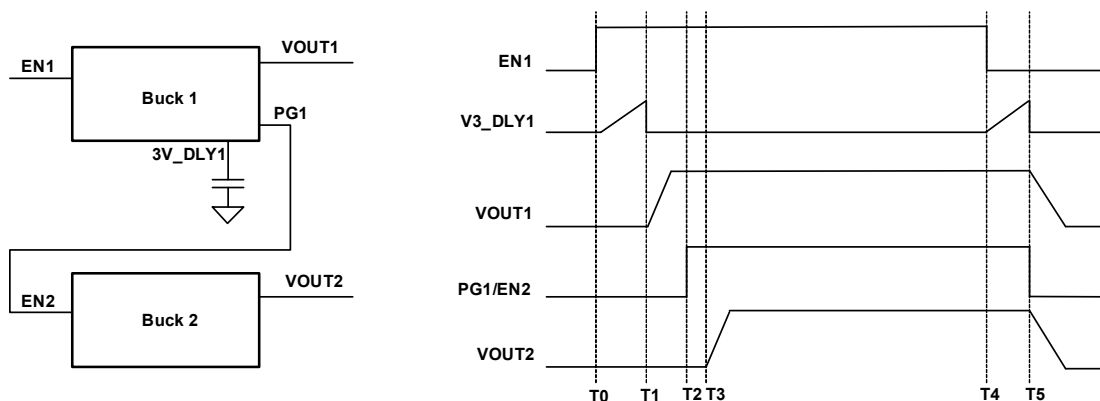 EN1
VOUT1
Buck 1
PG1
3V_DLY1
EN2
VOUT2
Buck 2
EN1
V3_DLY1
VOUT1
PG1/EN2
VOUT2
T0 T1 T2 T3 T4 T5